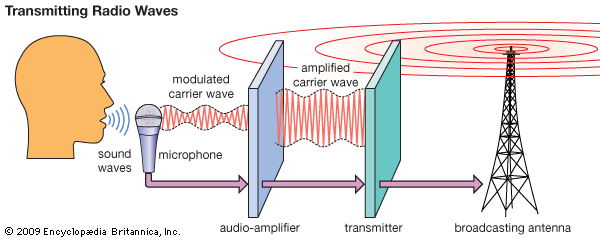 Transmitting Radio Waves
modulated
carrier wave
amplified
carrier wave
sound
waves
microphone
audio-amplifier
transmitter
broadcasting antenna
© 2009 Encyclopædia Britannica, Inc.